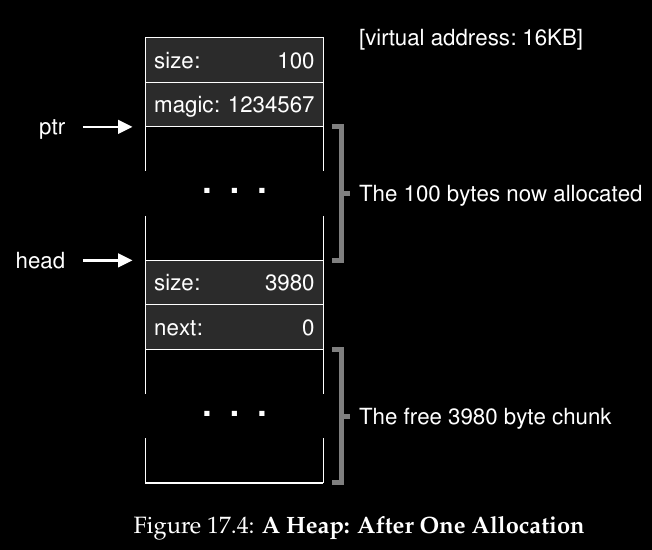 [virtual address: 16KB]
size: 100
magic: 1234567
ptr
. . .
The 100 bytes now allocated
head
size: 3980
next: 0
. . .
The free 3980 byte chunk
Figure 17.4: A Heap: After One Allocation